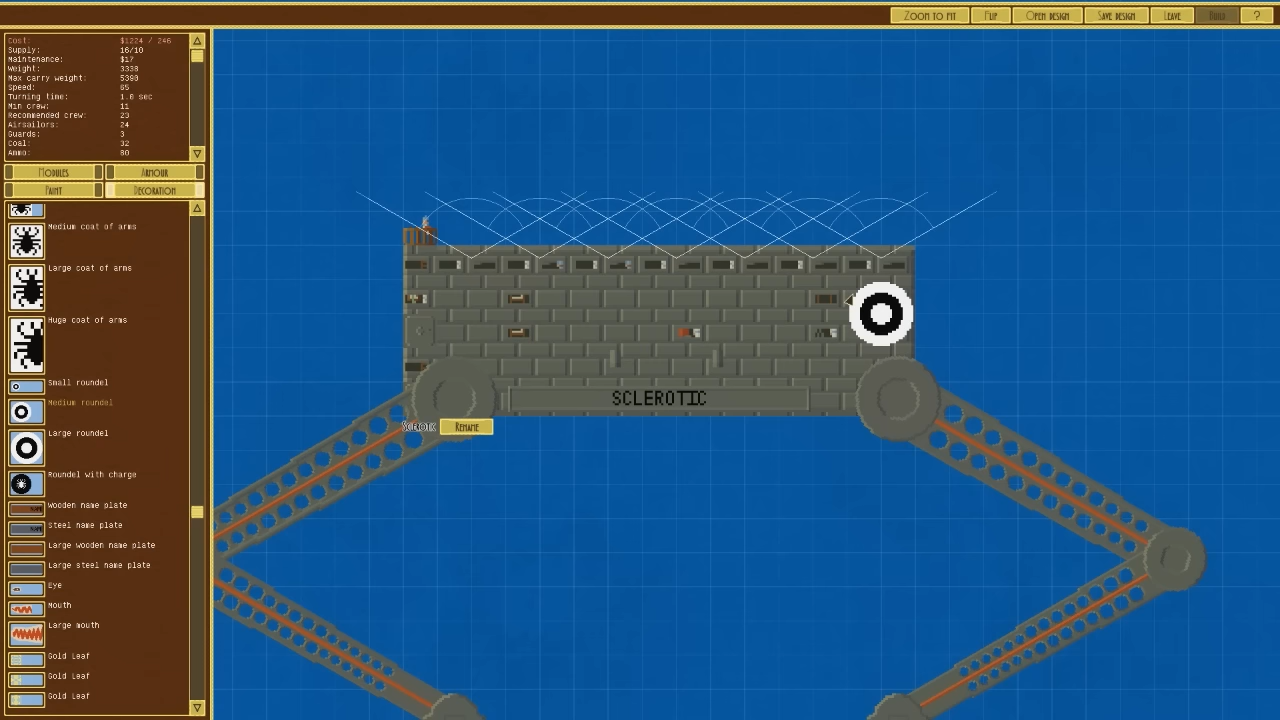 Zoom to fit Flip Open design Save design Leave Build ?
Cost: $1224 / 246
Supply: 16/10
Maintenance: $17
Weight: 3330
Max carry weight: 5390
Speed: 65
Turning time: 1.0 sec
Min crew: 11
Recommended crew: 23
Airsailors: 24
Guards: 3
Coal: 32
Ammo: 80
Modules Armour
Paint Decoration
Medium coat of arms
Large coat of arms
Huge coat of arms
Small roundel
Medium roundel
Large roundel
Roundel with charge
Wooden name plate
Steel name plate
Large wooden name plate
Large steel name plate
Eye
Mouth
Large mouth
Gold Leaf
Gold Leaf
Gold Leaf
SCLEROTIC
Sclerotic Rename